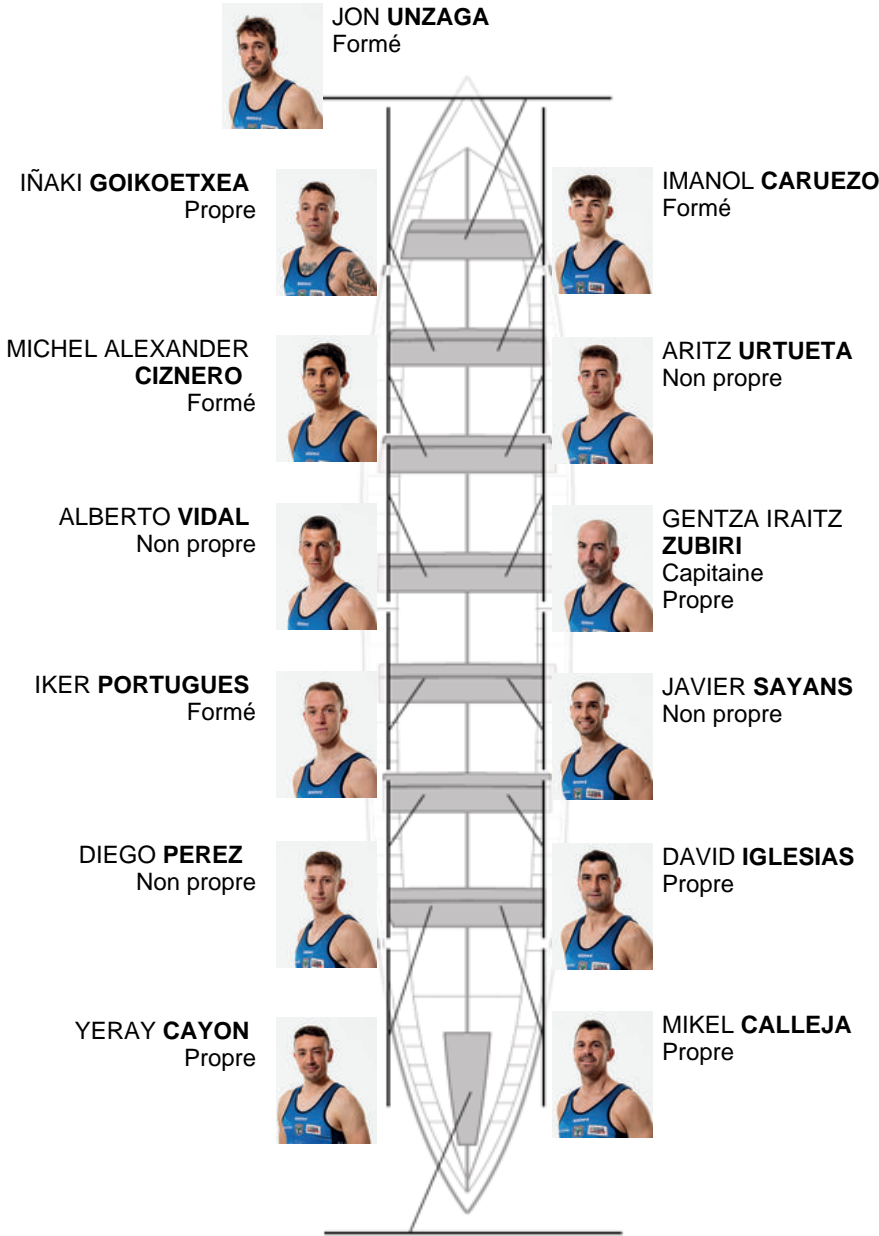 JON UNZAGA
Formé
IÑAKI GOIKOETXEA
Propre
IMANOL CARUEZO
Formé
MICHEL ALEXANDER
CIZNERO
Formé
ARITZ URTUETA
Non propre
ALBERTO VIDAL
Non propre
GENTZA IRAITZ
ZUBIRI
Capitaine
Propre
IKER PORTUGUES
Formé
JAVIER SAYANS
Non propre
DIEGO PEREZ
Non propre
DAVID IGLESIAS
Propre
YERAY CAYON
Propre
MIKEL CALLEJA
Propre